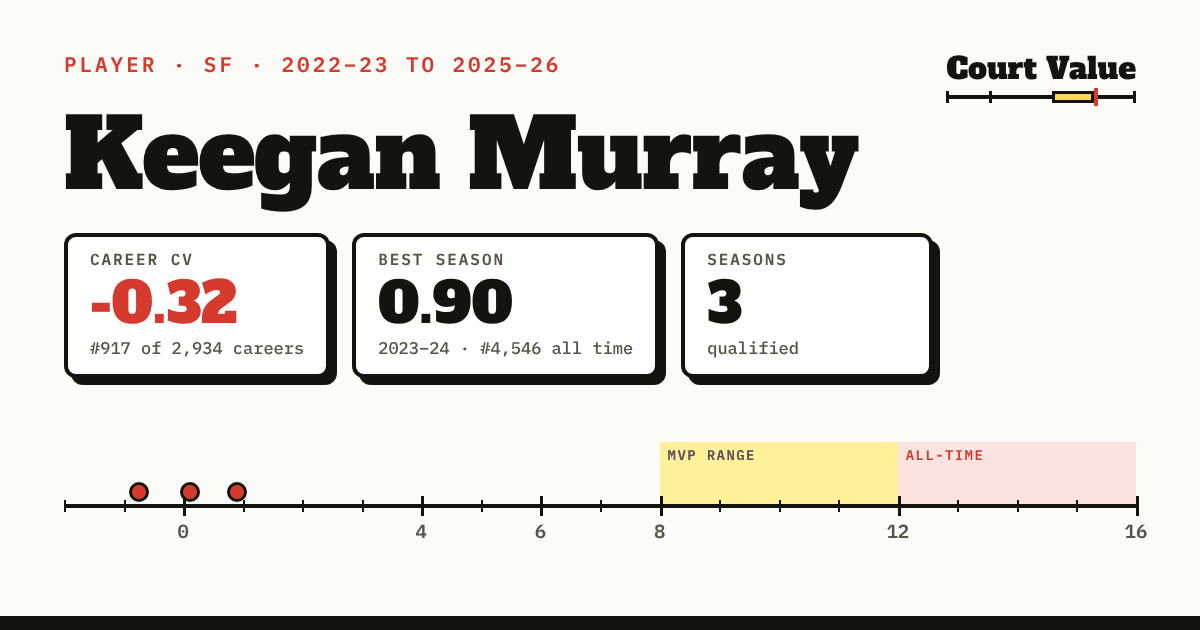 PLAYER · SF · 2022–23 TO 2025–26
Court Value
Keegan Murray
CAREER CV
-0.32
#917 of 2,934 careers
BEST SEASON
0.90
2023–24 · #4,546 all time
SEASONS
3
qualified
MVP RANGE
ALL-TIME
0 4 6 8 12 16